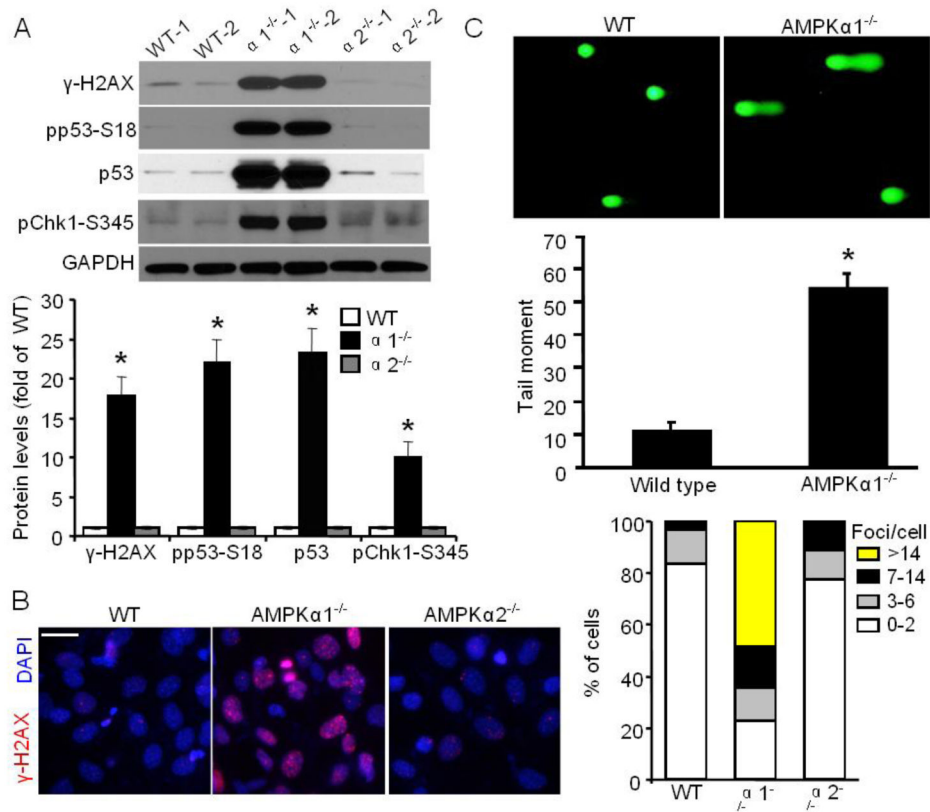 A
WT-1 WT-2 α1-/--1 α1-/--2 α2-/--1 α2-/--2
γ-H2AX
pp53-S18
p53
pChk1-S345
GAPDH
Protein levels (fold of WT)
30
25
20
15
10
5
0
* * * *
WT
α 1-/-
α 2-/-
γ-H2AX pp53-S18 p53 pChk1-S345
B
WT AMPKα1-/- AMPKα2-/-
γ-H2AX DAPI
C
WT AMPKα1-/-
Tail moment
70
60
50
40
30
20
10
0
*
Wild type AMPKα1-/-
% of cells
100
80
60
40
20
0
Foci/cell
>14
7-14
3-6
0-2
WT α 1-/- α 2-/-